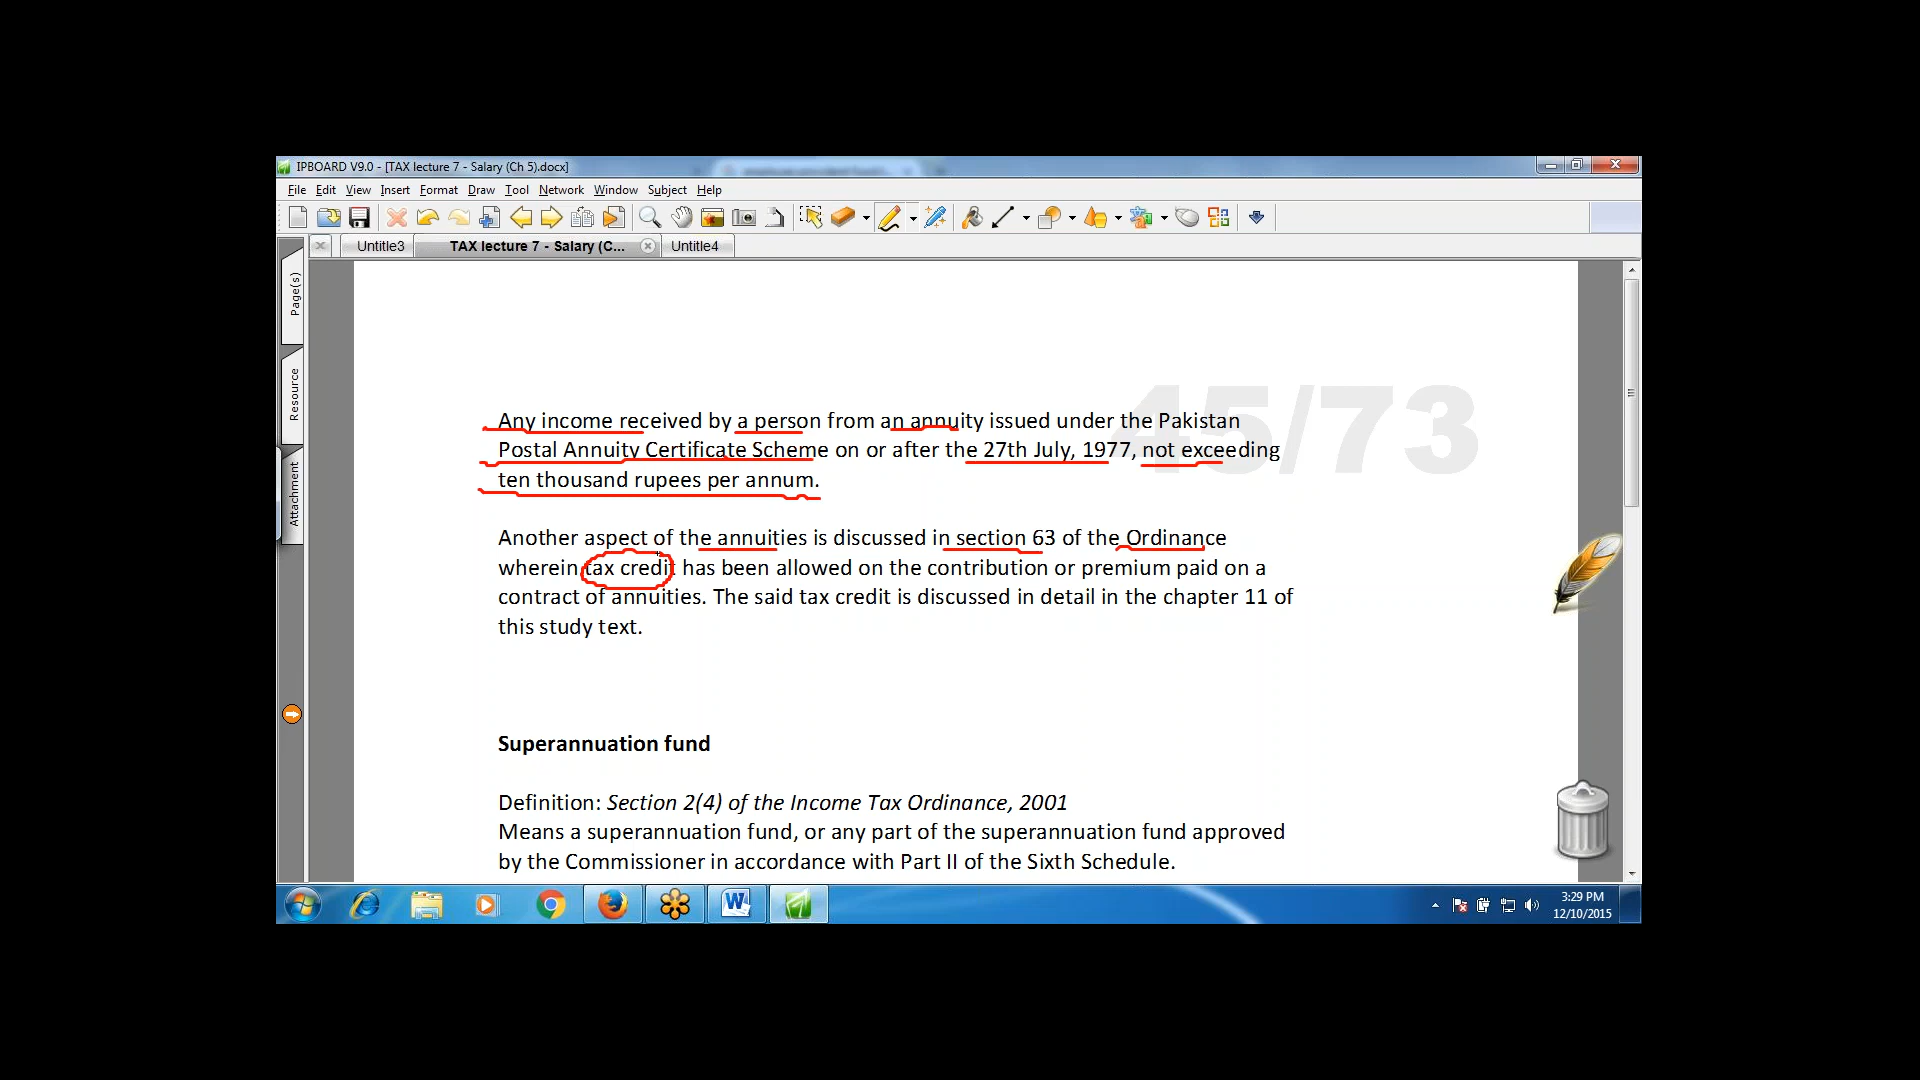 IPBOARD V9.0 - [TAX lecture 7 - Salary (Ch 5).docx]
File Edit View Insert Format Draw Tool Network Window Subject Help
Untitled3 TAX lecture 7 - Salary (C... Untitled4
Page(s)
Resource
Attachment
45/73
Any income received by a person from an annuity issued under the Pakistan
Postal Annuity Certificate Scheme on or after the 27th July, 1977, not exceeding
ten thousand rupees per annum.
Another aspect of the annuities is discussed in section 63 of the Ordinance
wherein tax credit has been allowed on the contribution or premium paid on a
contract of annuities. The said tax credit is discussed in detail in the chapter 11 of
this study text.
Superannuation fund
Definition: Section 2(4) of the Income Tax Ordinance, 2001
Means a superannuation fund, or any part of the superannuation fund approved
by the Commissioner in accordance with Part II of the Sixth Schedule.
3:29 PM
12/10/2015